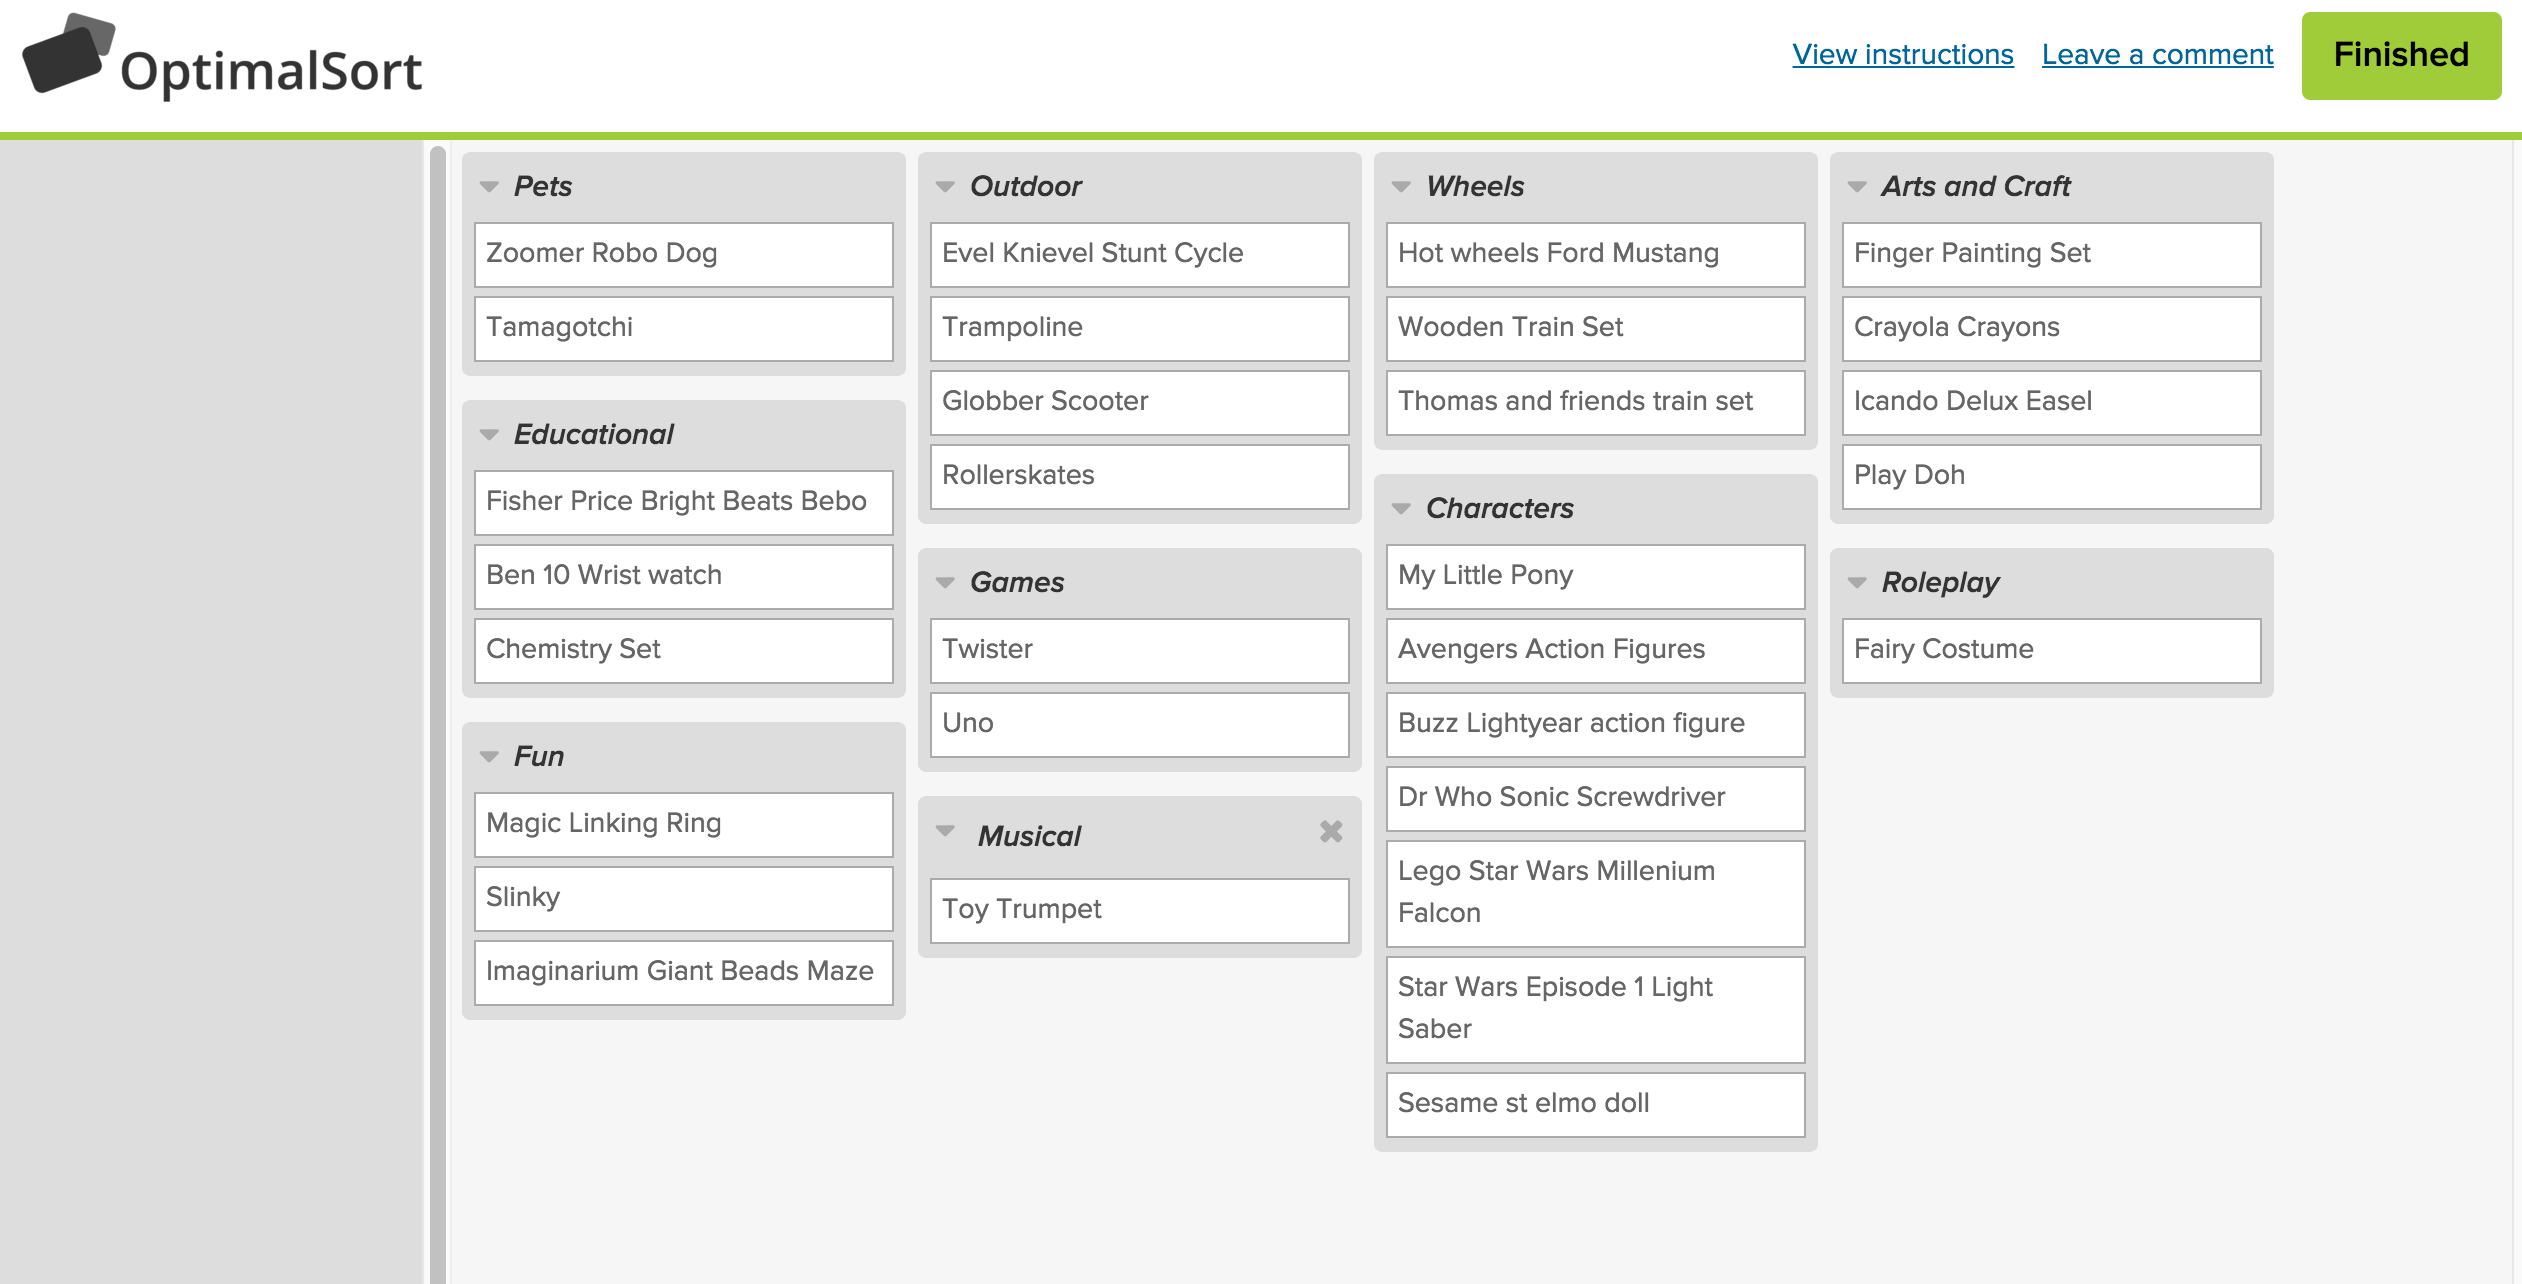 OptimalSort
View instructions
Leave a comment
Finished
Pets
Zoomer Robo Dog
Tamagotchi
Educational
Fisher Price Bright Beats Bebo
Ben 10 Wrist watch
Chemistry Set
Fun
Magic Linking Ring
Slinky
Imaginarium Giant Beads Maze
Outdoor
Evel Knievel Stunt Cycle
Trampoline
Globber Scooter
Rollerskates
Games
Twister
Uno
Musical
Toy Trumpet
Wheels
Hot wheels Ford Mustang
Wooden Train Set
Thomas and friends train set
Characters
My Little Pony
Avengers Action Figures
Buzz Lightyear action figure
Dr Who Sonic Screwdriver
Lego Star Wars Millenium
Falcon
Star Wars Episode 1 Light
Saber
Sesame st elmo doll
Arts and Craft
Finger Painting Set
Crayola Crayons
Icando Delux Easel
Play Doh
Roleplay
Fairy Costume